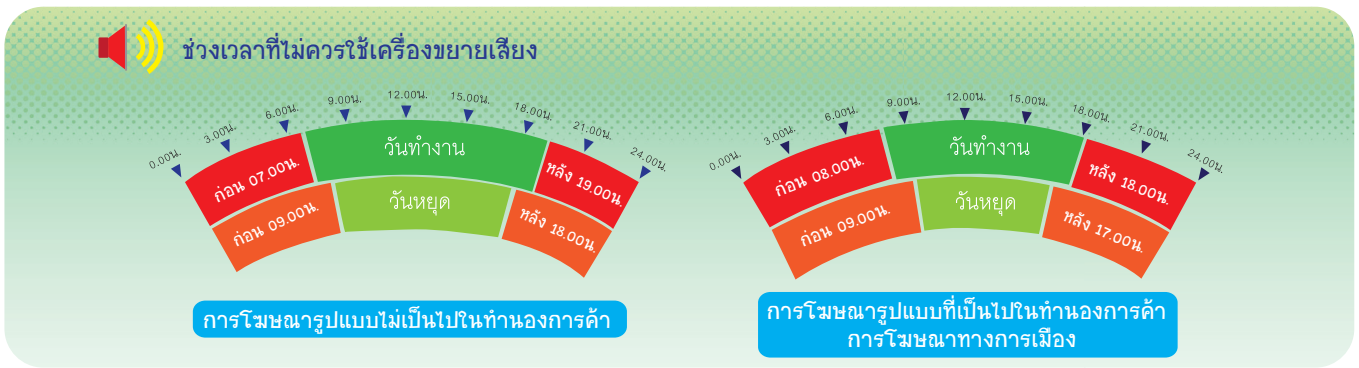 ช่วงเวลาที่ไม่ควรใช้เครื่องขยายเสียง
0.00น.
3.00น.
6.00น.
9.00น.
12.00น.
15.00น.
18.00น.
21:00น.
24.00น.
ก่อน 07.00น.
วันทำงาน
หลัง 19.00น.
ก่อน 09.00น.
วันหยุด
หลัง 18.00น.
การโฆษณารูปแบบไม่เป็นไปในทำนองการค้า
0.00น.
3.00น.
6.00น.
9.00น.
12.00น.
15.00น.
18.00น.
21:00น.
24.00น.
ก่อน 08.00น.
วันทำงาน
หลัง 18.00น.
ก่อน 09.00น.
วันหยุด
หลัง 17.00น.
การโฆษณารูปแบบที่เป็นไปในทำนองการค้า
การโฆษณาทางการเมือง